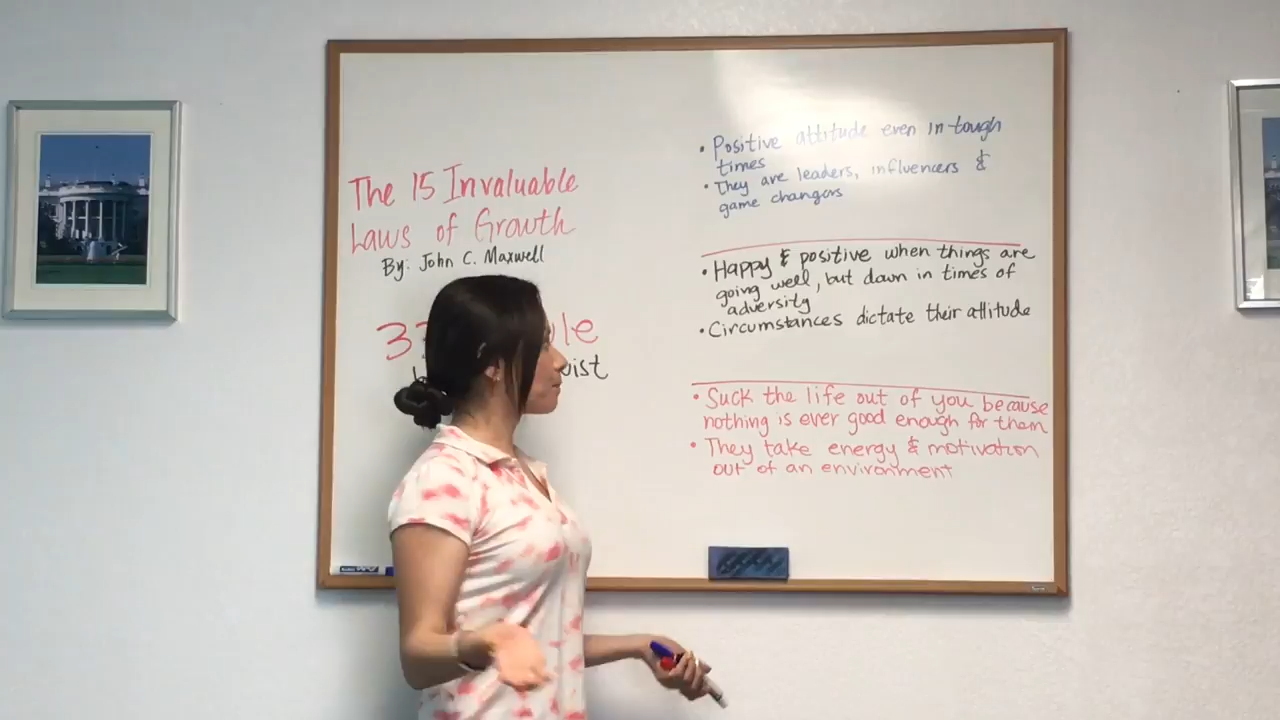 The 15 Invaluable
Laws of Growth
By: John C. Maxwell
• Positive attitude even in tough
times
• They are leaders, influencers &
game changers
• Happy & positive when things are
going well, but down in times of
adversity
• Circumstances dictate their attitude
• Suck the life out of you because
nothing is ever good enough for them
• They take energy & motivation
out of an environment